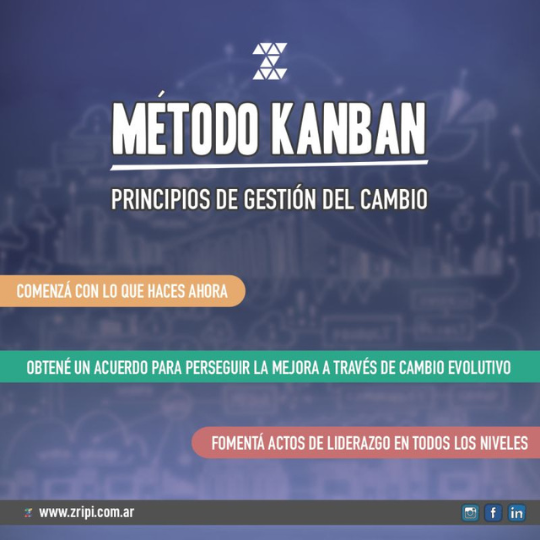 MÉTODO KANBAN
PRINCIPIOS DE GESTIÓN DEL CAMBIO
COMENZÁ CON LO QUE HACES AHORA
OBTENÉ UN ACUERDO PARA PERSEGUIR LA MEJORA A TRAVÉS DE CAMBIO EVOLUTIVO
FOMENTÁ ACTOS DE LIDERAZGO EN TODOS LOS NIVELES
www.zripi.com.ar